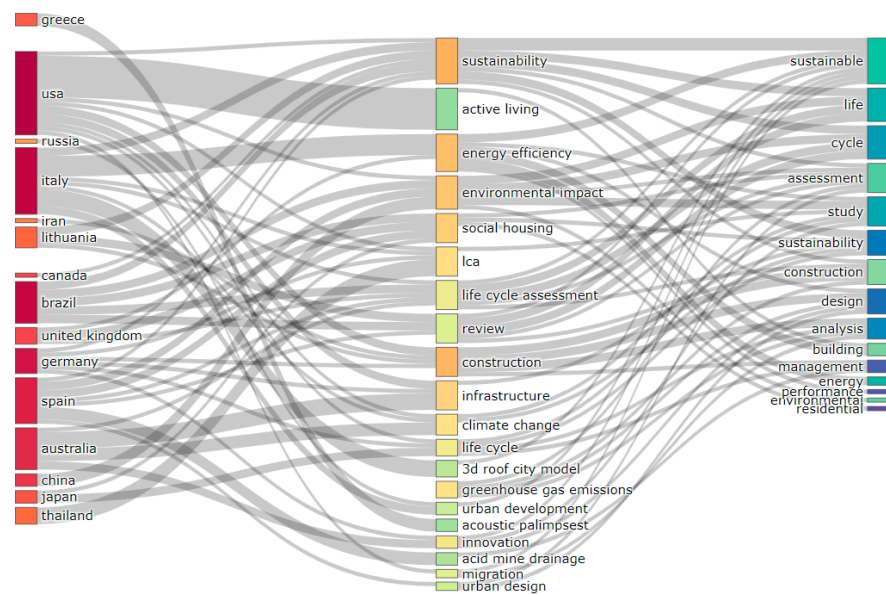 greece
usa
russia
italy
iran
lithuania
canada
brazil
united kingdom
germany
spain
australia
china
japan
thailand
sustainability
active living
energy efficiency
environmental impact
social housing
lca
life cycle assessment
review
construction
infrastructure
climate change
life cycle
3d roof city model
greenhouse gas emissions
urban development
acoustic palimpsest
innovation
acid mine drainage
migration
urban design
sustainable
life
cycle
assessment
study
sustainability
construction
design
analysis
building
management
energy
performance
environmental
residential